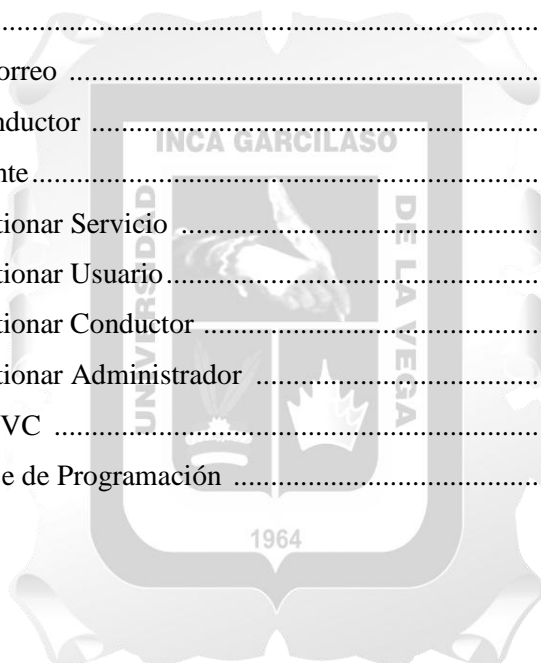 ....................................................................
orreo ..........................................................
nductor .......................................................
INCA GARCILASO
nte................................................................
UNIVERSIDAD
DE LA VEGA
tionar Servicio ..........................................
tionar Usuario............................................
tionar Conductor .......................................
tionar Administrador .................................
VC ............................................................
e de Programación ....................................
1964